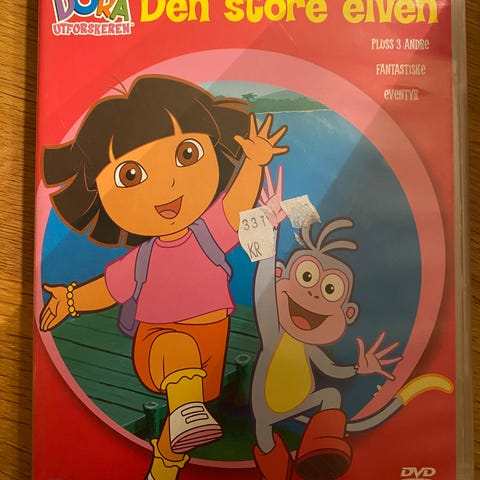 DORA
UTFORSKEREN
Den store elven
PLUSS 3 ANDRE
FANTASTISKE
EVENTYR
KR
DVD